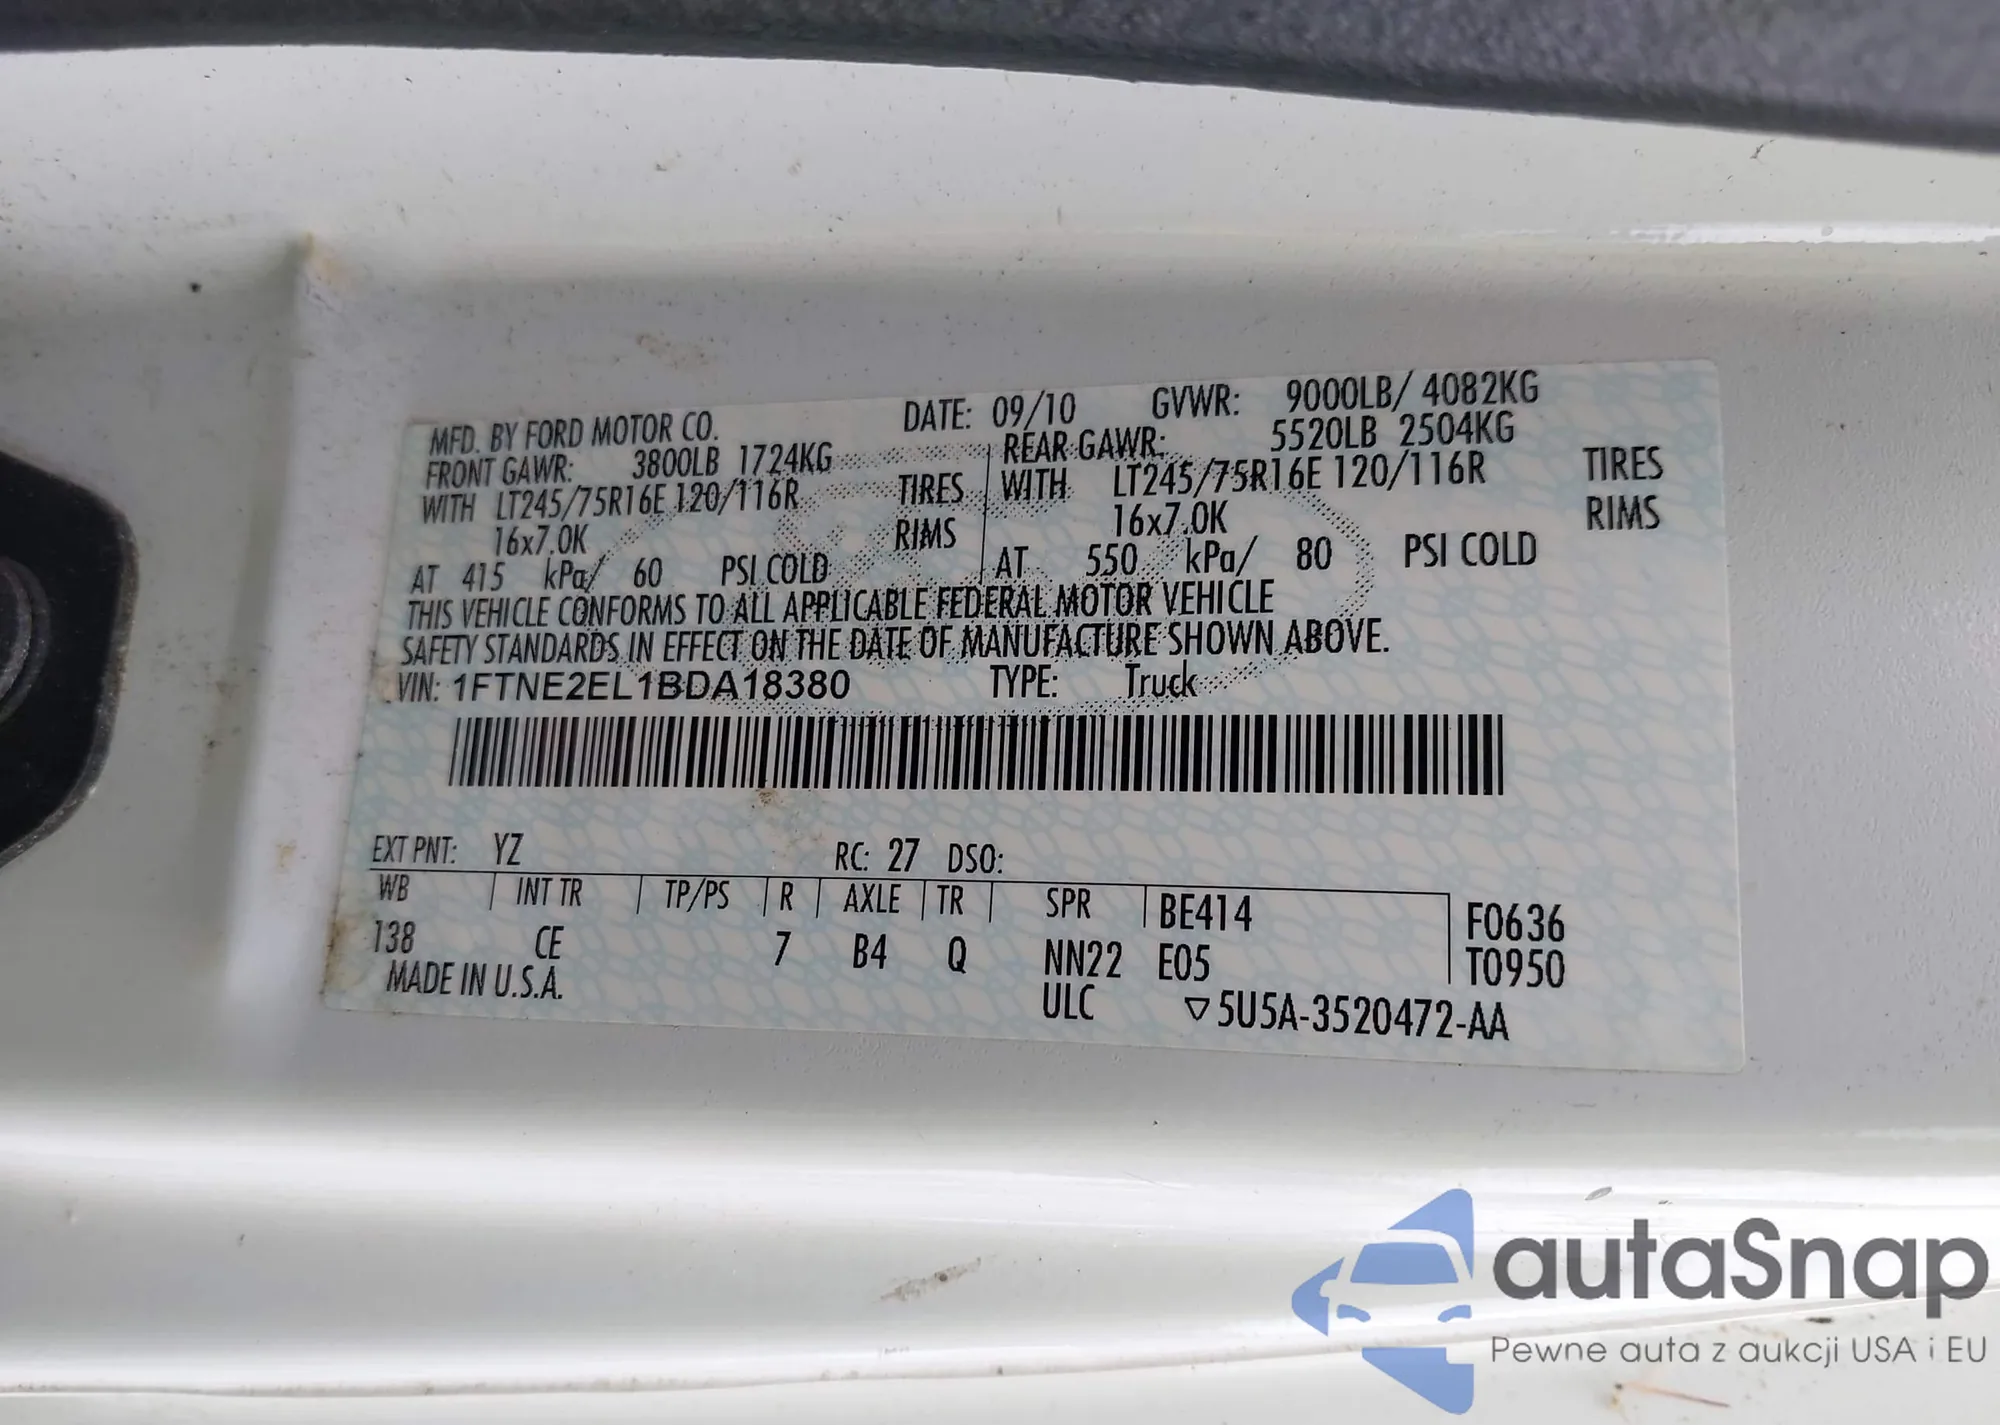 MFD. BY FORD MOTOR CO. DATE: 09/10 GVWR: 9000LB/ 4082KG
FRONT GAWR: 3800LB 1724KG REAR GAWR: 5520LB 2504KG
WITH LT245/75R16E 120/116R TIRES WITH LT245/75R16E 120/116R TIRES
16x7.0K RIMS 16x7.0K RIMS
AT 415 kPa/ 60 PSI COLD AT 550 kPa/ 80 PSI COLD
THIS VEHICLE CONFORMS TO ALL APPLICABLE FEDERAL MOTOR VEHICLE
SAFETY STANDARDS IN EFFECT ON THE DATE OF MANUFACTURE SHOWN ABOVE.
VIN: 1FTNE2EL1BDA18380 TYPE: Truck
EXT PNT: YZ RC: 27 DSO:
WB INT TR TP/PS R AXLE TR SPR BE414 F0636
138 CE 7 B4 Q NN22 E05 T0950
MADE IN U.S.A. ULC ▽5U5A-3520472-AA
autoSnap
Pewne auta z aukcji USA i EU